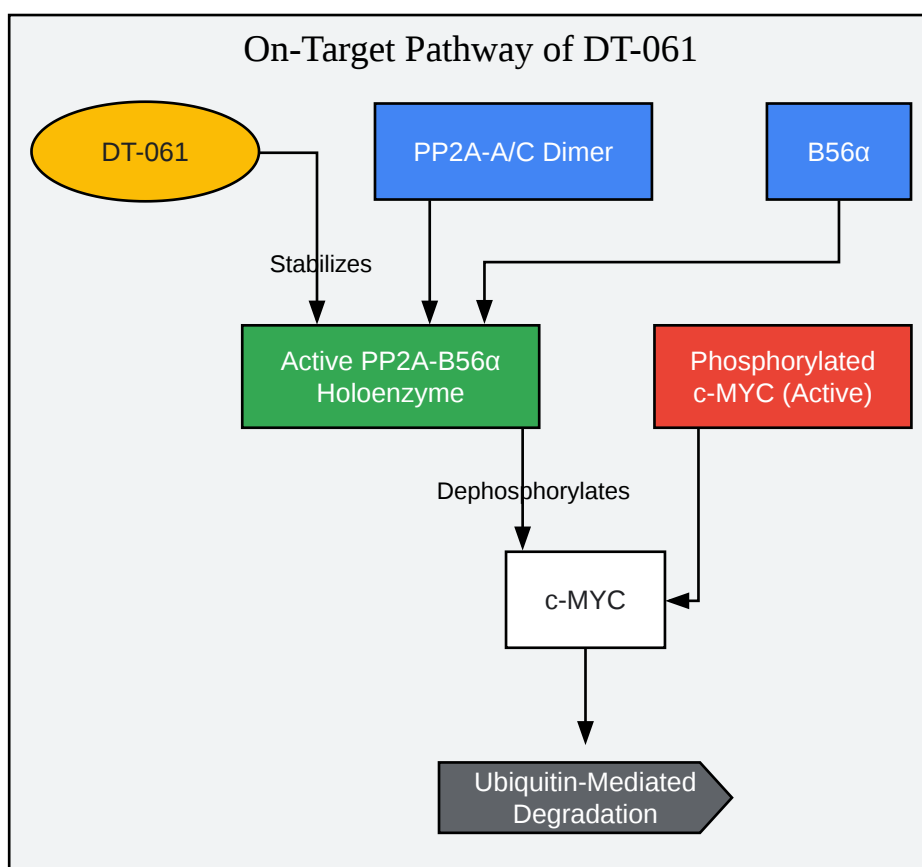 On-Target Pathway of DT-061
DT-061
PP2A-A/C Dimer
B56α
Stabilizes
Active PP2A-B56α
Holoenzyme
Phosphorylated
c-MYC (Active)
Dephosphorylates
c-MYC
Ubiquitin-Mediated
Degradation